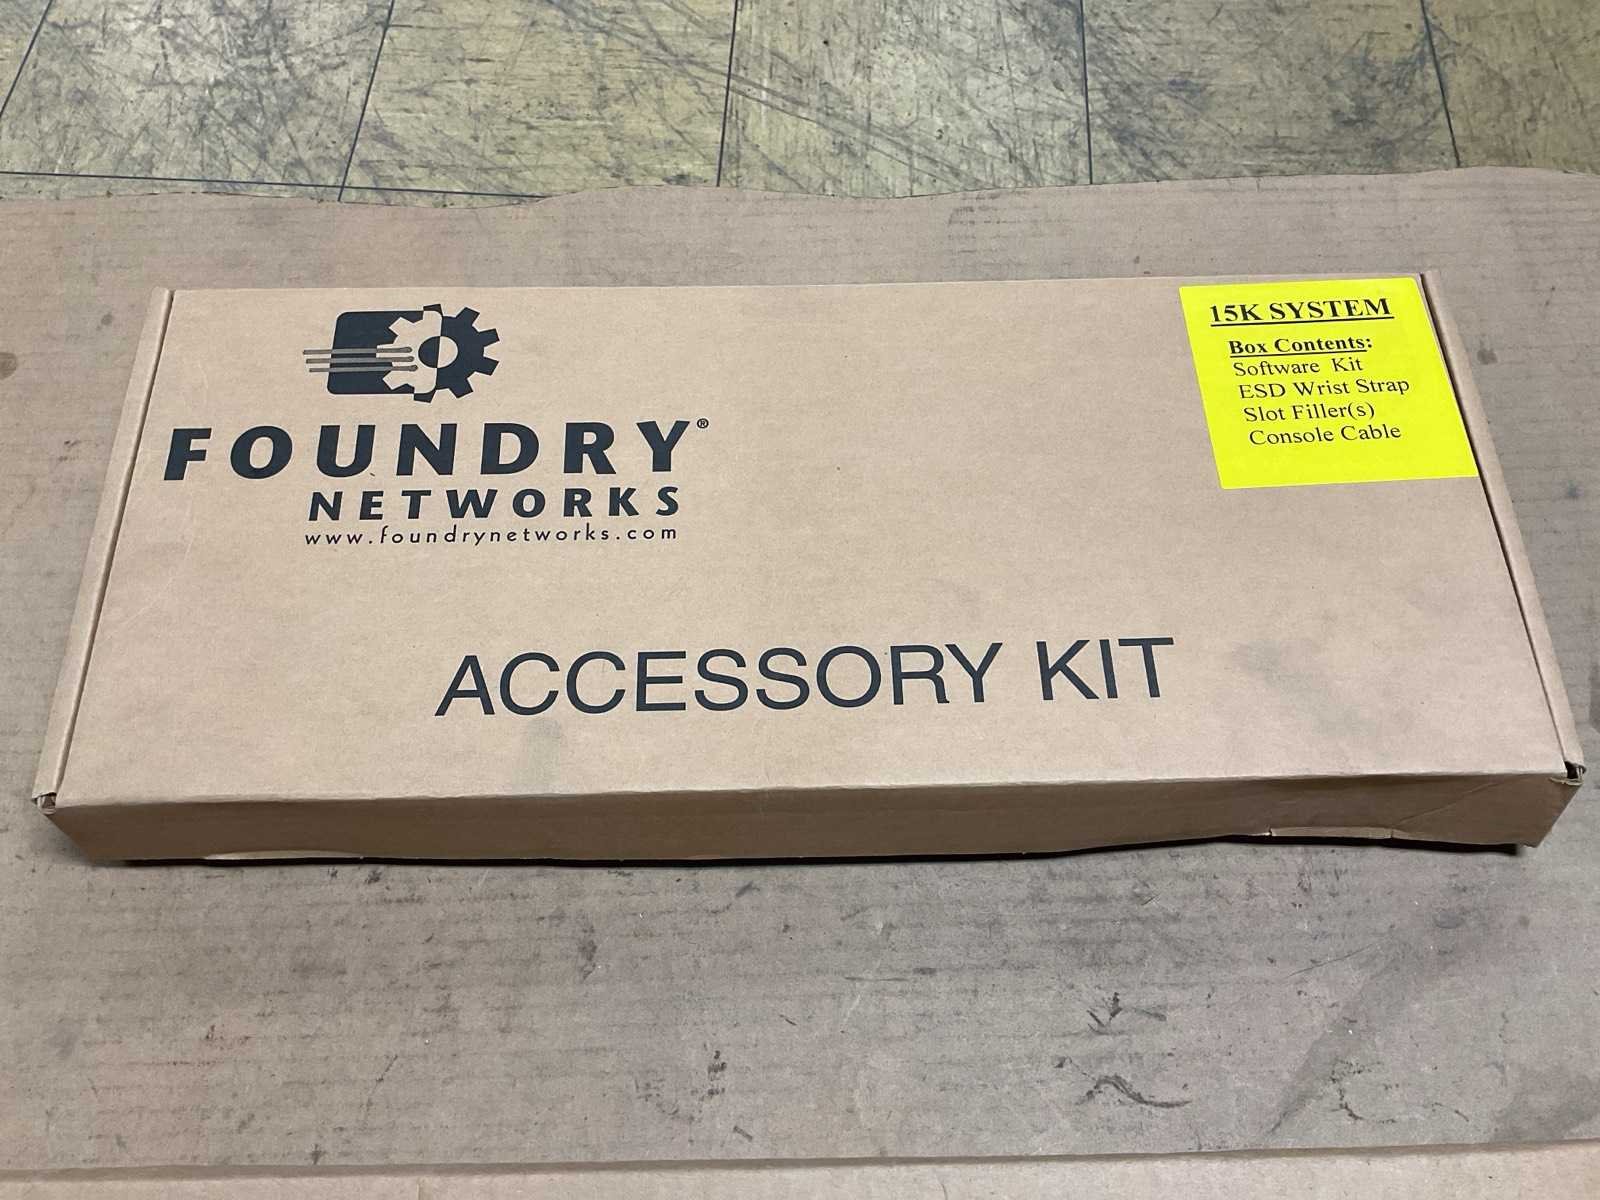 FOUNDRY®
NETWORKS
www.foundrynetworks.com
ACCESSORY KIT
15K SYSTEM
Box Contents:
Software Kit
ESD Wrist Strap
Slot Filler(s)
Console Cable